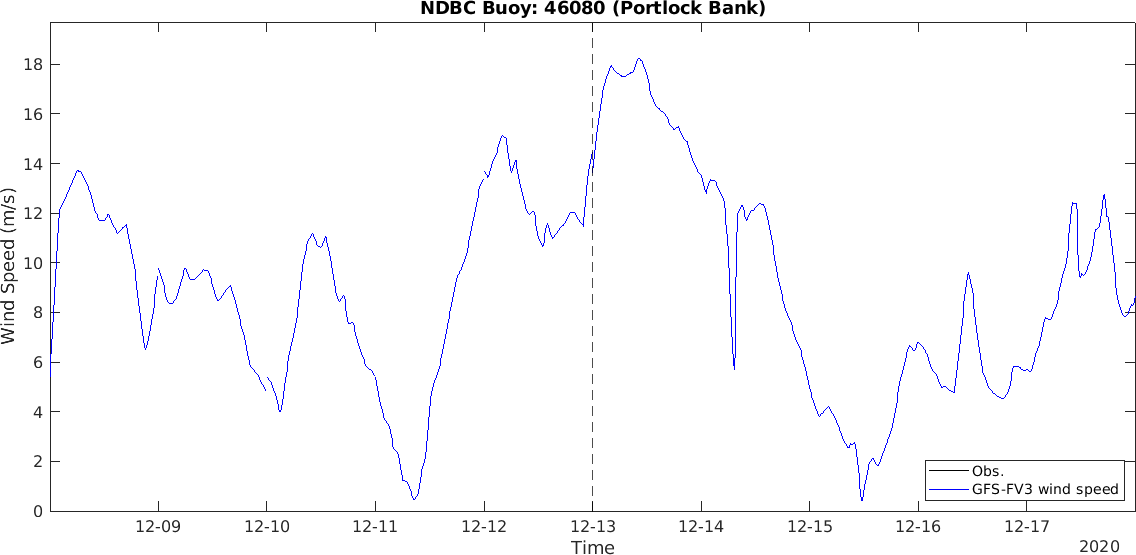 NDBC Buoy: 46080 (Portlock Bank)
18
16
14
12
10
8
6
4
2
0
Wind Speed (m/s)
12-09 12-10 12-11 12-12 12-13 12-14 12-15 12-16 12-17
Time
2020
Obs.
GFS-FV3 wind speed